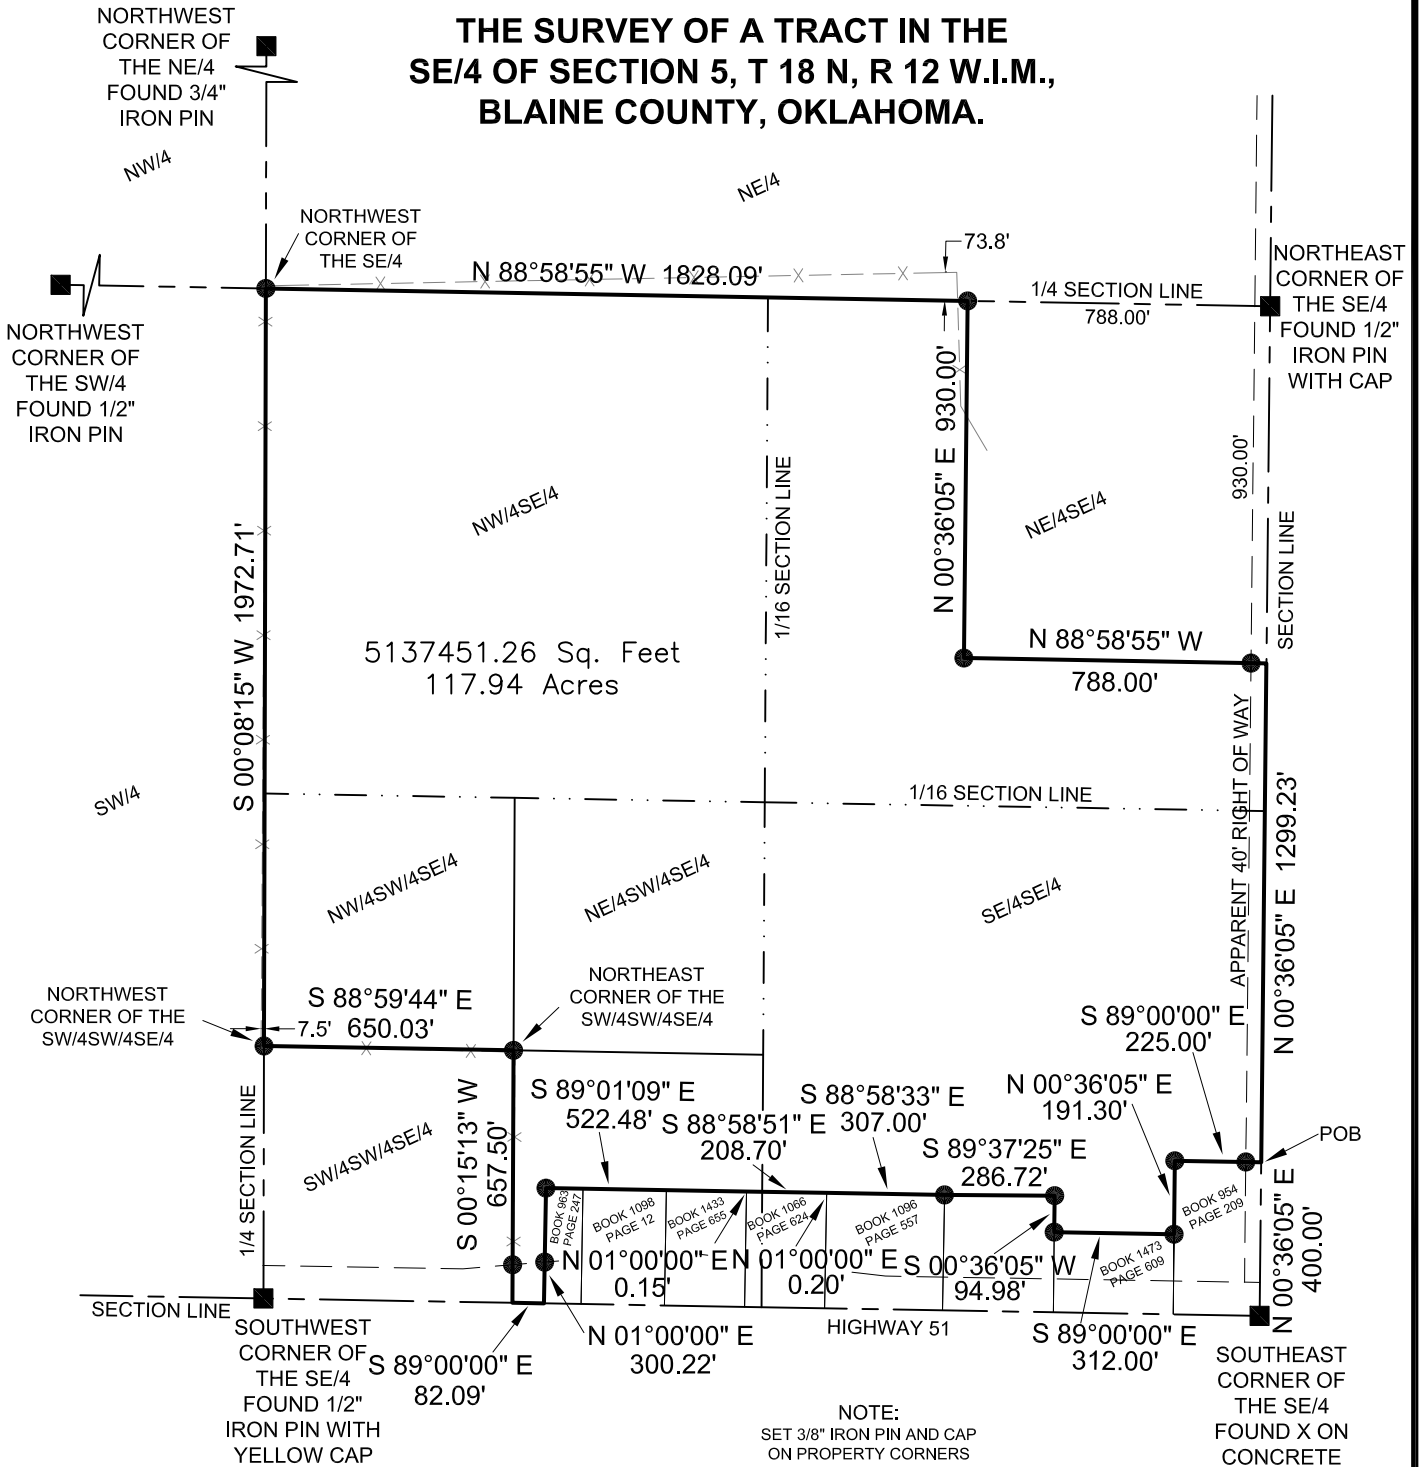 THE SURVEY OF A TRACT IN THE
SE/4 OF SECTION 5, T 18 N, R 12 W.I.M.,
BLAINE COUNTY, OKLAHOMA.
NORTHWEST
CORNER OF
THE NE/4
FOUND 3/4"
IRON PIN
NW/4
NE/4
NORTHWEST
CORNER OF
THE SE/4
73.8'
N 88°58'55" W 1828.09'
1/4 SECTION LINE
788.00'
NORTHEAST
CORNER OF
THE SE/4
FOUND 1/2"
IRON PIN
WITH CAP
NORTHWEST
CORNER OF
THE SW/4
FOUND 1/2"
IRON PIN
N 00°36'05" E 930.00'
930.00'
NW/4SE/4
1/16 SECTION LINE
NE/4SE/4
SECTION LINE
S 00°08'15" W 1972.71'
5137451.26 Sq. Feet
117.94 Acres
N 88°58'55" W
788.00'
APPARENT 40' RIGHT OF WAY
SW/4
1/16 SECTION LINE
N 00°36'05" E 1299.23'
NW/4SW/4SE/4
NE/4SW/4SE/4
SE/4SE/4
NORTHWEST
CORNER OF THE
SW/4SW/4SE/4
S 88°59'44" E
7.5'
650.03'
NORTHEAST
CORNER OF THE
SW/4SW/4SE/4
S 89°00'00" E
225.00'
N 00°36'05" E
191.30'
POB
1/4 SECTION LINE
SW/4SW/4SE/4
S 00°15'13" W
657.50'
S 89°01'09" E
522.48'
S 88°58'51" E
208.70'
S 88°58'33" E
307.00'
S 89°37'25" E
286.72'
BOOK 963
PAGE 247
BOOK 1098
PAGE 12
BOOK 1433
PAGE 655
BOOK 1066
PAGE 624
BOOK 1096
PAGE 557
BOOK 1473
PAGE 609
BOOK 954
PAGE 209
N 00°36'05" E
400.00'
N 01°00'00" E
0.15'
N 01°00'00" E
0.20'
S 00°36'05" W
94.98'
SECTION LINE
HIGHWAY 51
N 01°00'00" E
300.22'
S 89°00'00" E
312.00'
S 89°00'00" E
82.09'
SOUTHWEST
CORNER OF
THE SE/4
FOUND 1/2"
IRON PIN WITH
YELLOW CAP
SOUTHEAST
CORNER OF
THE SE/4
FOUND X ON
CONCRETE
NOTE:
SET 3/8" IRON PIN AND CAP
ON PROPERTY CORNERS